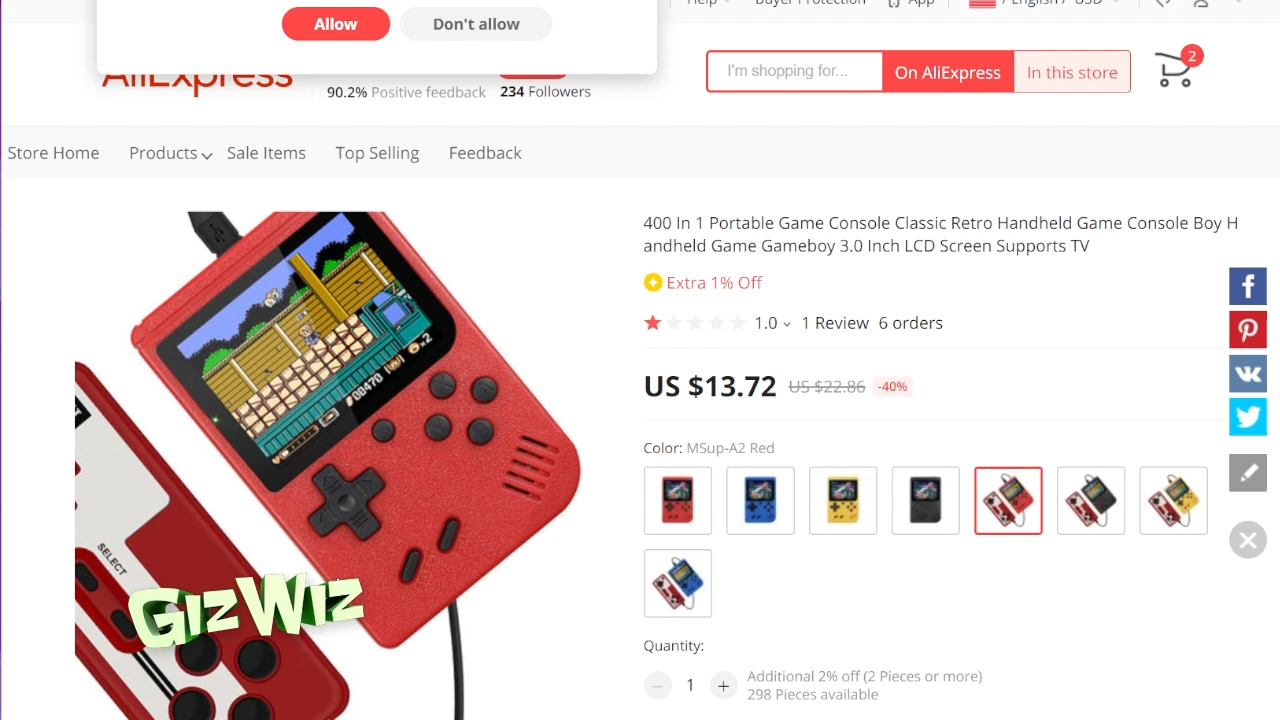 Help
Buyer Protection
App
/ English / USD
Allow
Don't allow
AliExpress
90.2% Positive feedback
234 Followers
I'm shopping for...
On AliExpress
In this store
2
Store Home
Products
Sale Items
Top Selling
Feedback
400 In 1 Portable Game Console Classic Retro Handheld Game Console Boy H
andheld Game Gameboy 3.0 Inch LCD Screen Supports TV
Extra 1% Off
1.0
1 Review
6 orders
US $13.72
US $22.86
-40%
Color: MSup-A2 Red
00470
×2
SELECT
GizWiz
Quantity:
1
Additional 2% off (2 Pieces or more)
298 Pieces available